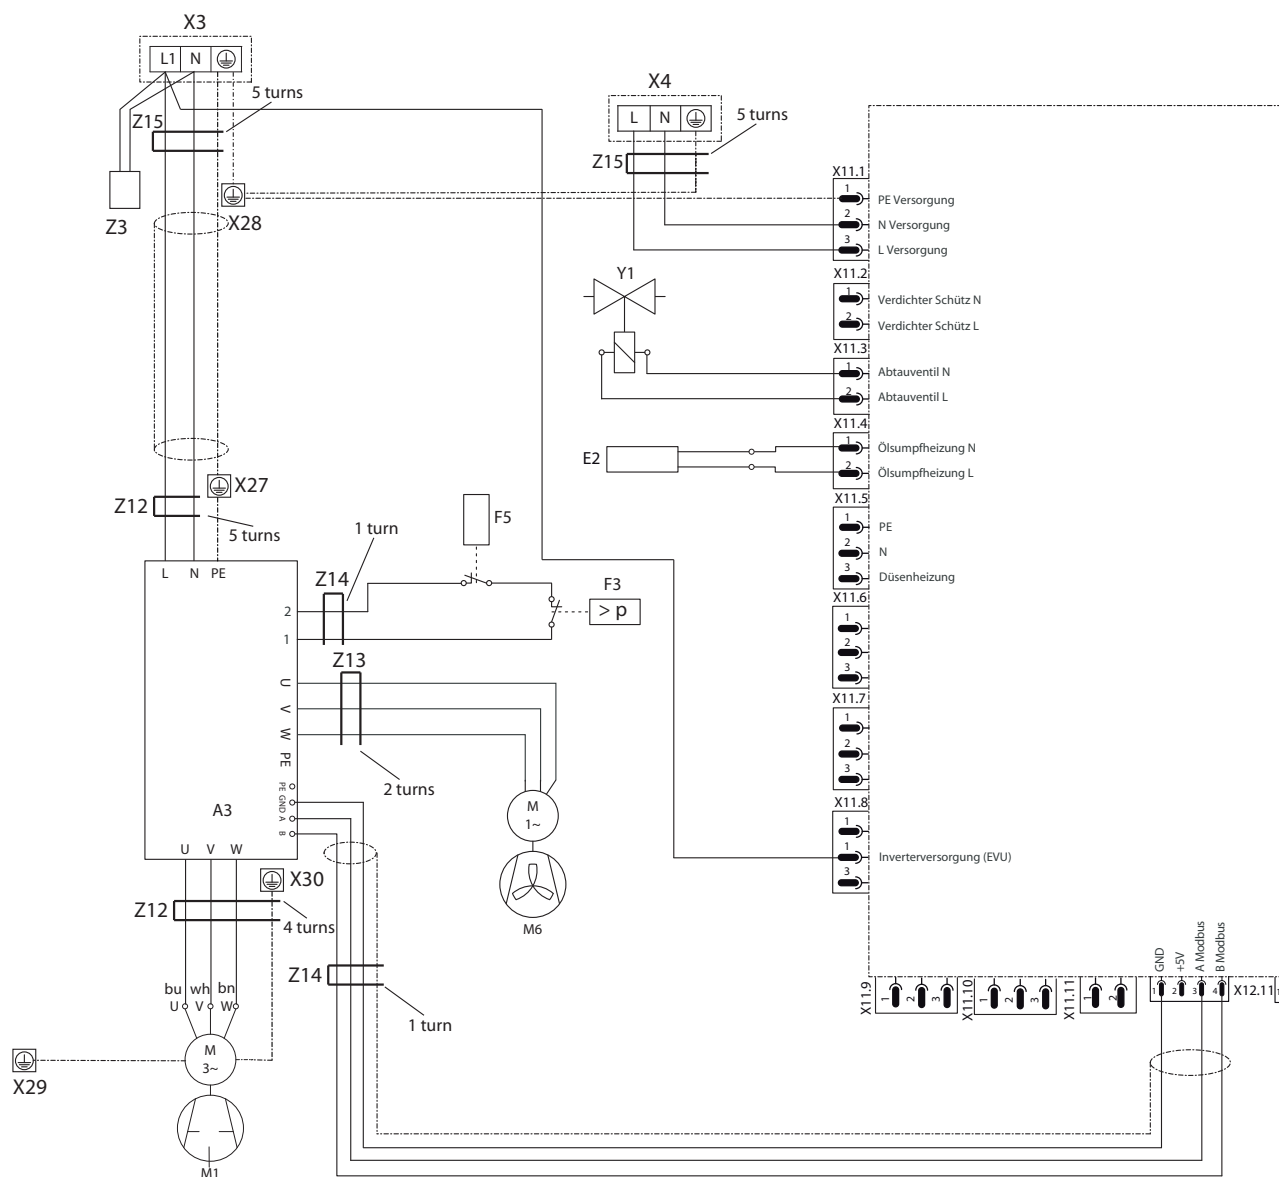 X3
L1 N
5 turns
Z15
Z3
X28
X4
L N
5 turns
Z15
X11.1
1 PE Versorgung
2 N Versorgung
3 L Versorgung
X11.2
1 Verdichter Schütz N
2 Verdichter Schütz L
Y1
X11.3
1 Abtauventil N
2 Abtauventil L
X11.4
E2
1 Ölsumpfheizung N
2 Ölsumpfheizung L
X11.5
1 PE
2 N
3 Düsenheizung
X11.6
1
2
3
X11.7
1
2
3
X11.8
1
1 Inverterversorgung (EVU)
3
X27
Z12
5 turns
L N PE
1 turn
F5
Z14
F3
> p
2
1
Z13
U
V
W
PE
PE
GND
A
B
2 turns
A3
M
1~
M6
U V W
X30
Z12
4 turns
Z14
1 turn
bu wh bn
U V W
M
3~
X29
M1
X11.9
1 2 3
X11.10
1 2 3
X11.11
1 2
GND
+5V
A Modbus
B Modbus
1 2 3 4
X12.11